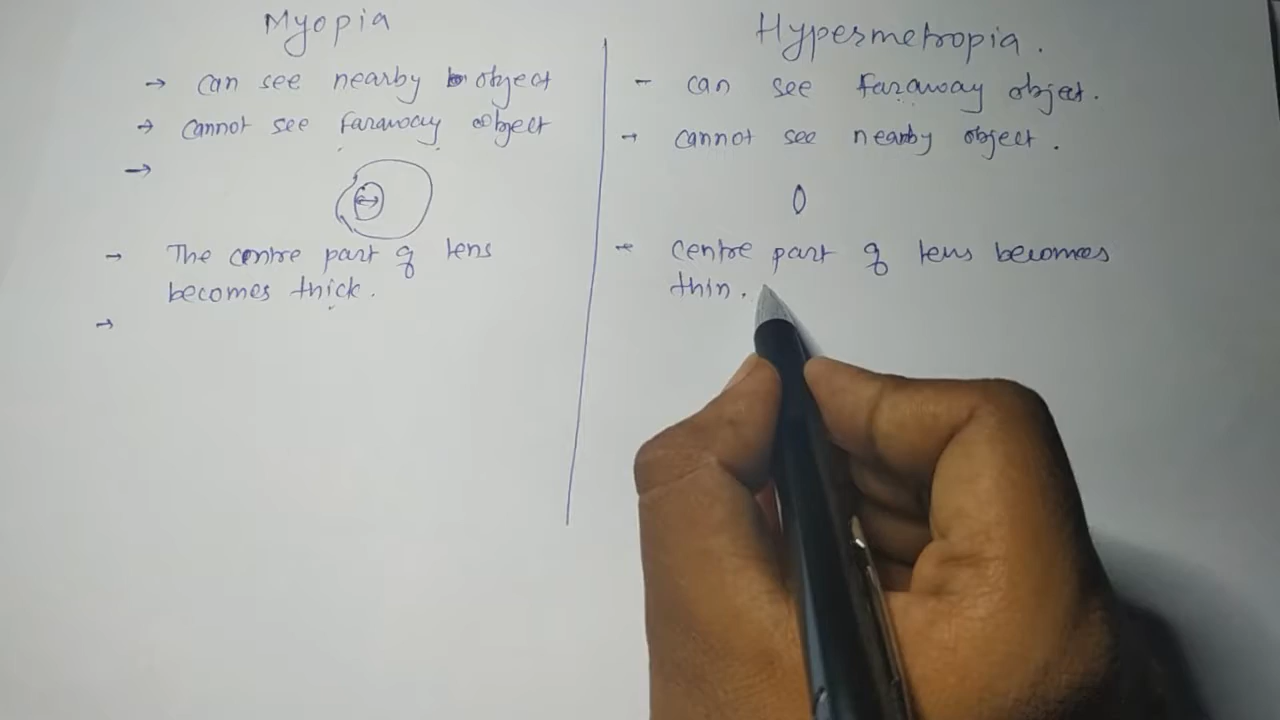 Myopia
→ can see nearby object
→ cannot see faraway object
→
→ The centre part of lens
becomes thick.
→
Hypermetropia.
- can see faraway object.
→ cannot see nearby object.
→ centre part of lens becomes
thin.